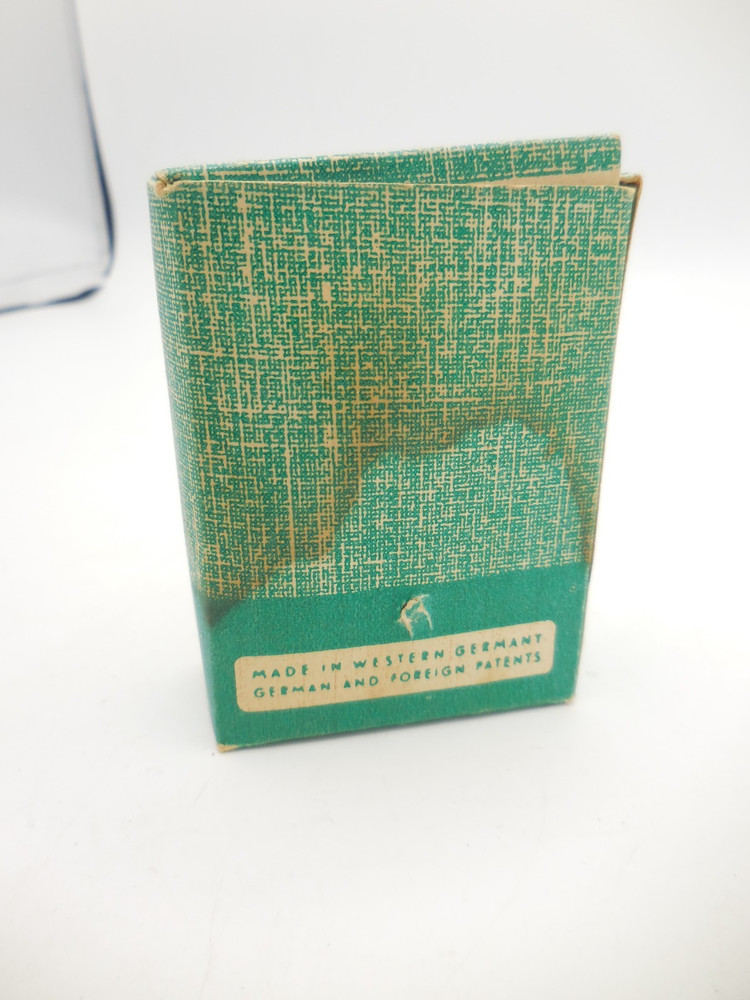 MADE IN WESTERN GERMANY
GERMAN AND FOREIGN PATENTS